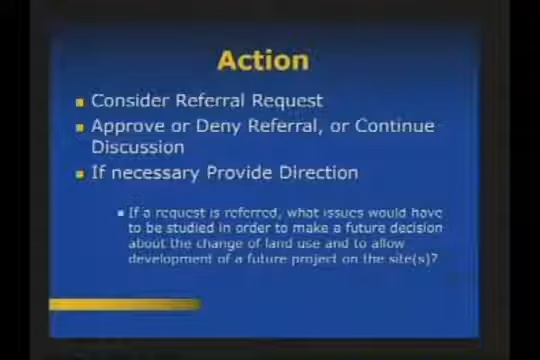 Action
Consider Referral Request
Approve or Deny Referral, or Continue
Discussion
If necessary Provide Direction
If a request is referred, what issues would have
to be studied in order to make a future decision
about the change of land use and to allow
development of a future project on the site(s)?